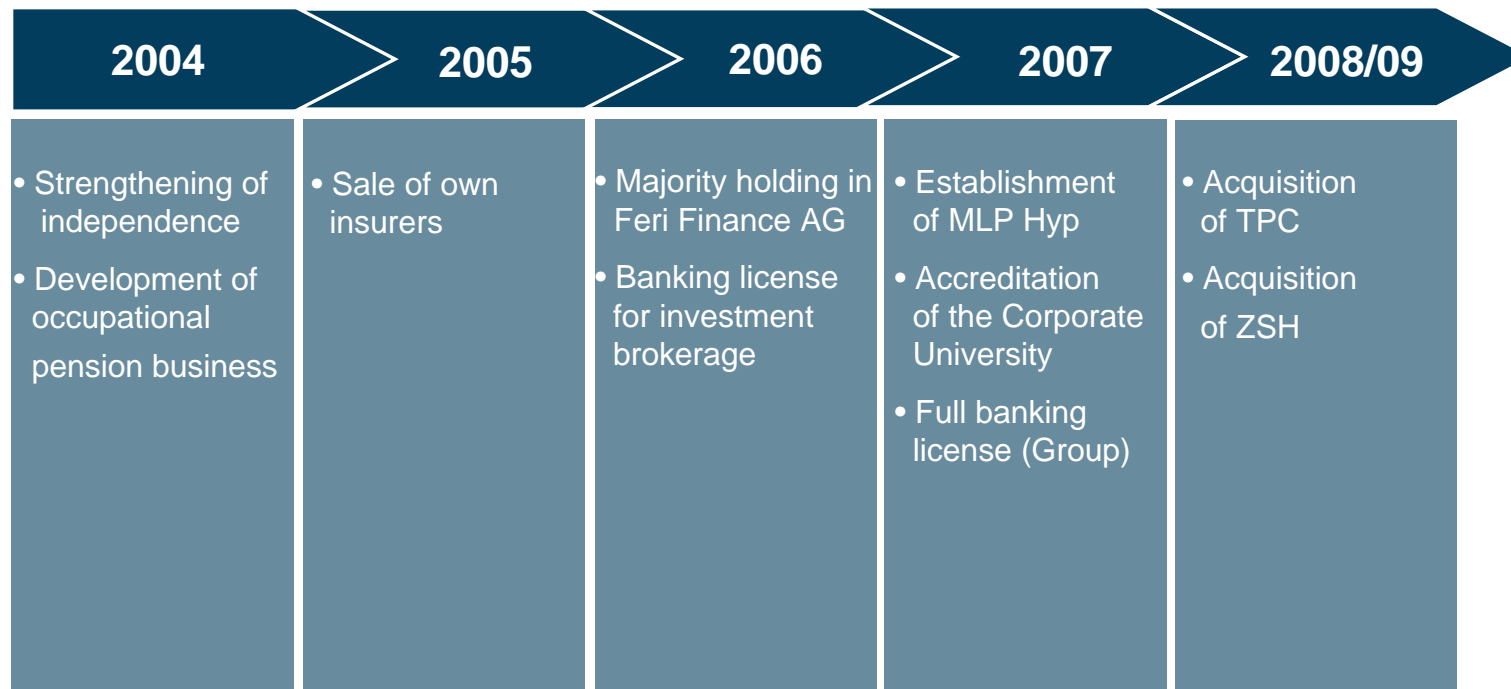 2004
2005
2006
2007
2008/09
• Strengthening of
independence
• Development of
occupational
pension business
• Sale of own
insurers
• Majority holding in
Feri Finance AG
• Banking license
for investment
brokerage
• Establishment
of MLP Hyp
• Accreditation
of the Corporate
University
• Full banking
license (Group)
• Acquisition
of TPC
• Acquisition
of ZSH